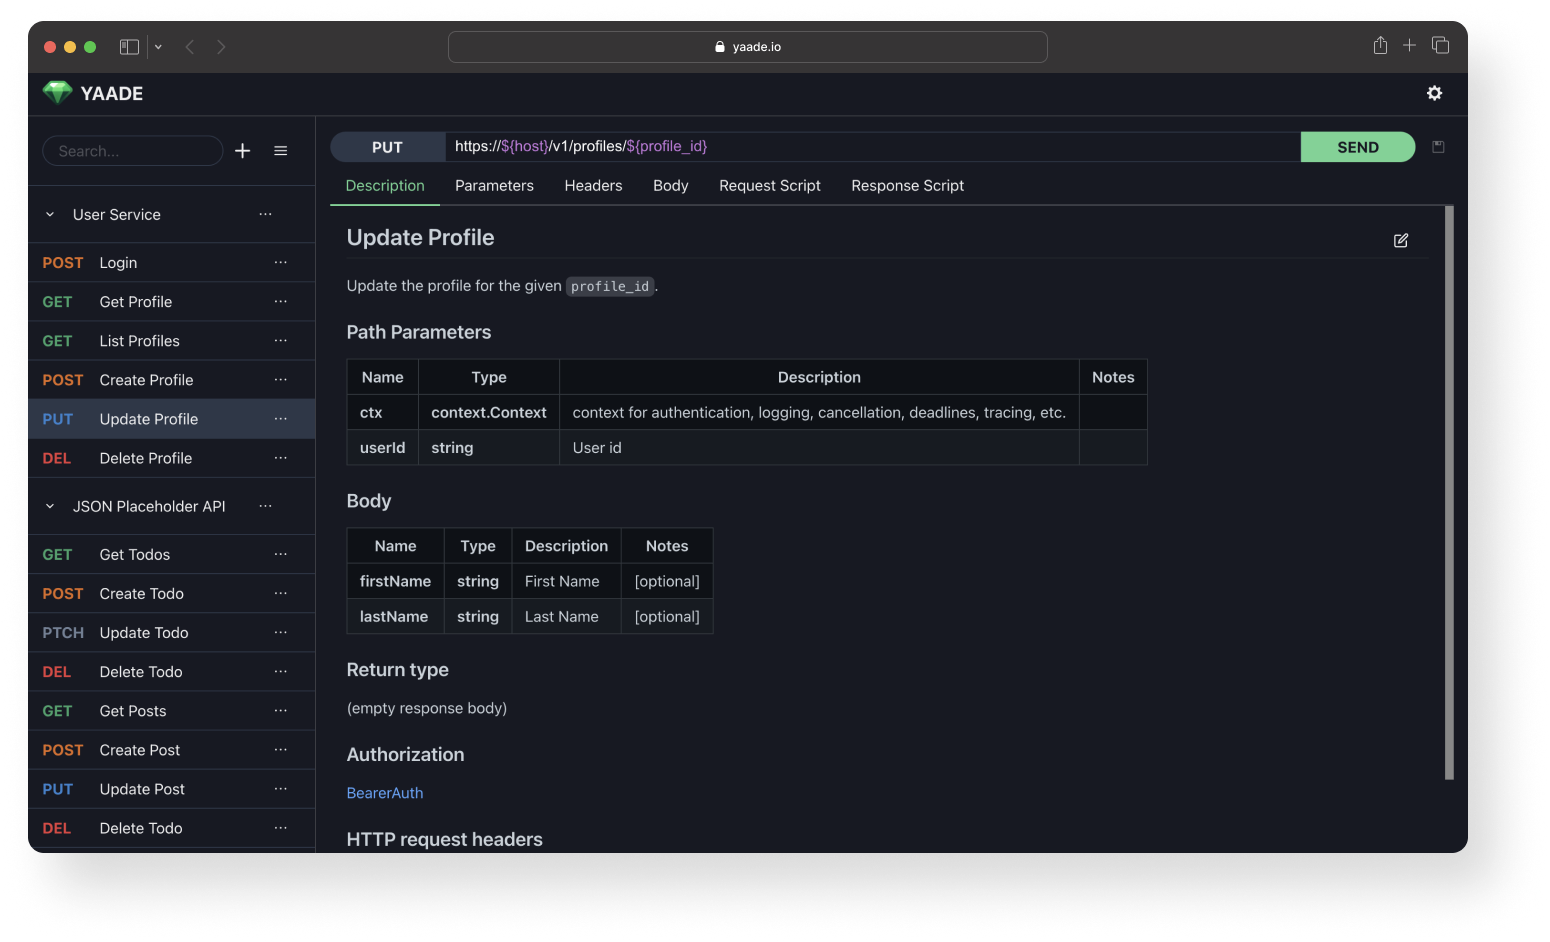 yaade.io
YAADE
Search...
PUT https://${host}/v1/profiles/${profile_id} SEND
Description Parameters Headers Body Request Script Response Script
User Service ...
POST Login ...
GET Get Profile ...
GET List Profiles ...
POST Create Profile ...
PUT Update Profile ...
DEL Delete Profile ...
JSON Placeholder API ...
GET Get Todos ...
POST Create Todo ...
PTCH Update Todo ...
DEL Delete Todo ...
GET Get Posts ...
POST Create Post ...
PUT Update Post ...
DEL Delete Todo ...
Update Profile
Update the profile for the given profile_id.
Path Parameters
Name Type Description Notes
ctx context.Context context for authentication, logging, cancellation, deadlines, tracing, etc.
userId string User id
Body
Name Type Description Notes
firstName string First Name [optional]
lastName string Last Name [optional]
Return type
(empty response body)
Authorization
BearerAuth
HTTP request headers